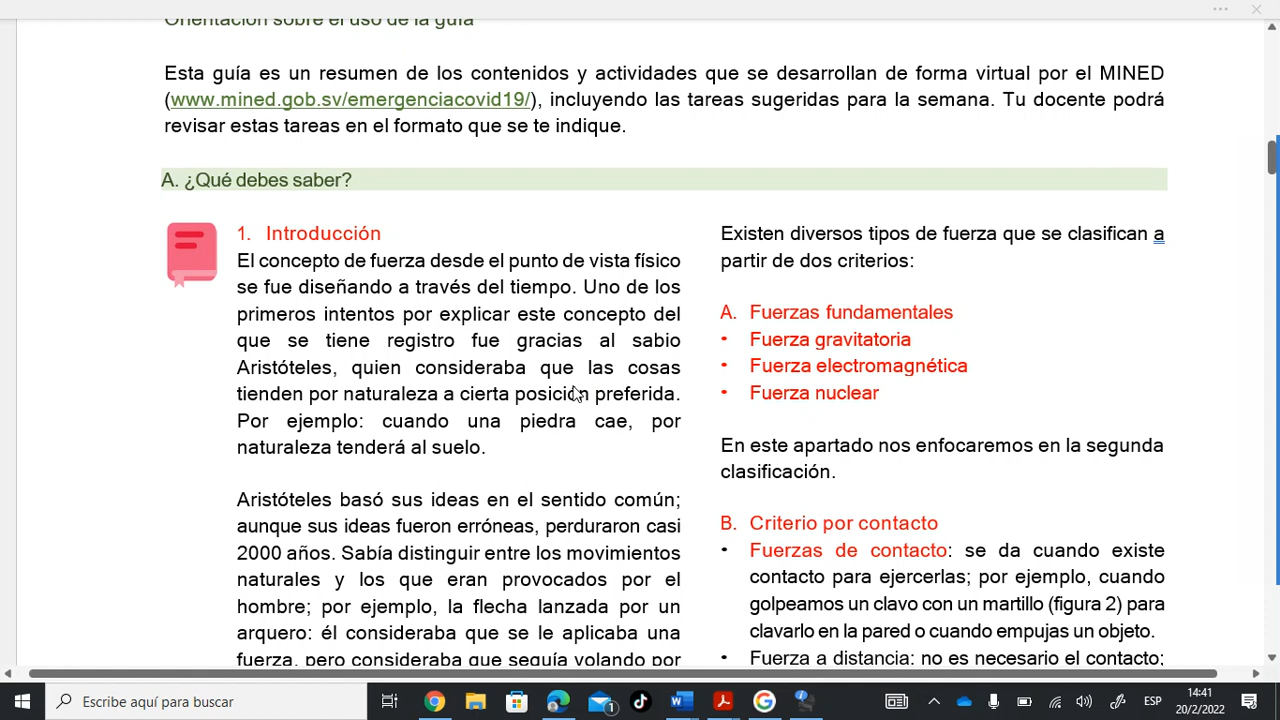 Orientación sobre el uso de la guía
Esta guía es un resumen de los contenidos y actividades que se desarrollan de forma virtual por el MINED
(www.mined.gob.sv/emergenciacovid19/), incluyendo las tareas sugeridas para la semana. Tu docente podrá
revisar estas tareas en el formato que se te indique.
A. ¿Qué debes saber?
1. Introducción
El concepto de fuerza desde el punto de vista físico
se fue diseñando a través del tiempo. Uno de los
primeros intentos por explicar este concepto del
que se tiene registro fue gracias al sabio
Aristóteles, quien consideraba que las cosas
tienden por naturaleza a cierta posición preferida.
Por ejemplo: cuando una piedra cae, por
naturaleza tenderá al suelo.
Aristóteles basó sus ideas en el sentido común;
aunque sus ideas fueron erróneas, perduraron casi
2000 años. Sabía distinguir entre los movimientos
naturales y los que eran provocados por el
hombre; por ejemplo, la flecha lanzada por un
arquero: él consideraba que se le aplicaba una
fuerza, pero consideraba que seguía volando por
Existen diversos tipos de fuerza que se clasifican a
partir de dos criterios:
A. Fuerzas fundamentales
• Fuerza gravitatoria
• Fuerza electromagnética
• Fuerza nuclear
En este apartado nos enfocaremos en la segunda
clasificación.
B. Criterio por contacto
• Fuerzas de contacto: se da cuando existe
contacto para ejercerlas; por ejemplo, cuando
golpeamos un clavo con un martillo (figura 2) para
clavarlo en la pared o cuando empujas un objeto.
• Fuerza a distancia: no es necesario el contacto;
Escribe aquí para buscar
1
ESP
14:41
20/2/2022